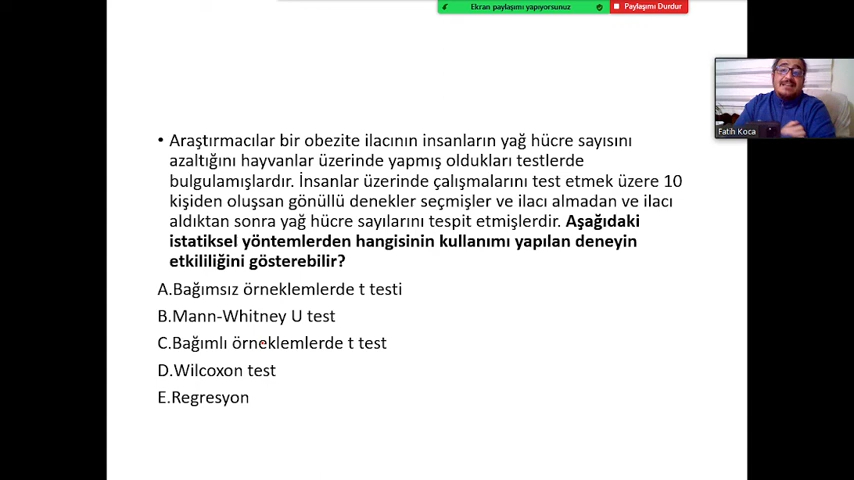 Ekran paylaşımı yapıyorsunuz
Paylaşımı Durdur
Fatih Koca
• Araştırmacılar bir obezite ilacının insanların yağ hücre sayısını
azaltığını hayvanlar üzerinde yapmış oldukları testlerde
bulgulamışlardır. İnsanlar üzerinde çalışmalarını test etmek üzere 10
kişiden oluşsan gönüllü denekler seçmişler ve ilacı almadan ve ilacı
aldıktan sonra yağ hücre sayılarını tespit etmişlerdir. Aşağıdaki
istatiksel yöntemlerden hangisinin kullanımı yapılan deneyin
etkililiğini gösterebilir?
A.Bağımsız örneklemlerde t testi
B.Mann-Whitney U test
C.Bağımlı örneklemlerde t test
D.Wilcoxon test
E.Regresyon